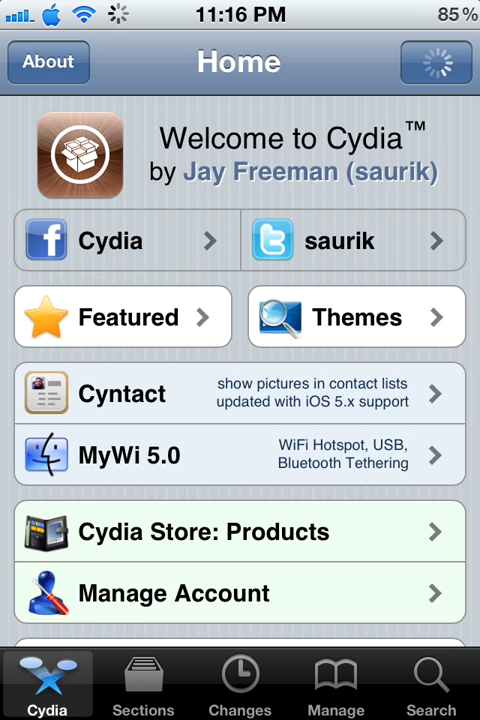 11:16 PM 85%
About Home
Welcome to Cydia™
by Jay Freeman (saurik)
Cydia saurik
Featured Themes
Cyntact show pictures in contact lists
updated with iOS 5.x support
MyWi 5.0 WiFi Hotspot, USB,
Bluetooth Tethering
Cydia Store: Products
Manage Account
Cydia Sections Changes Manage Search